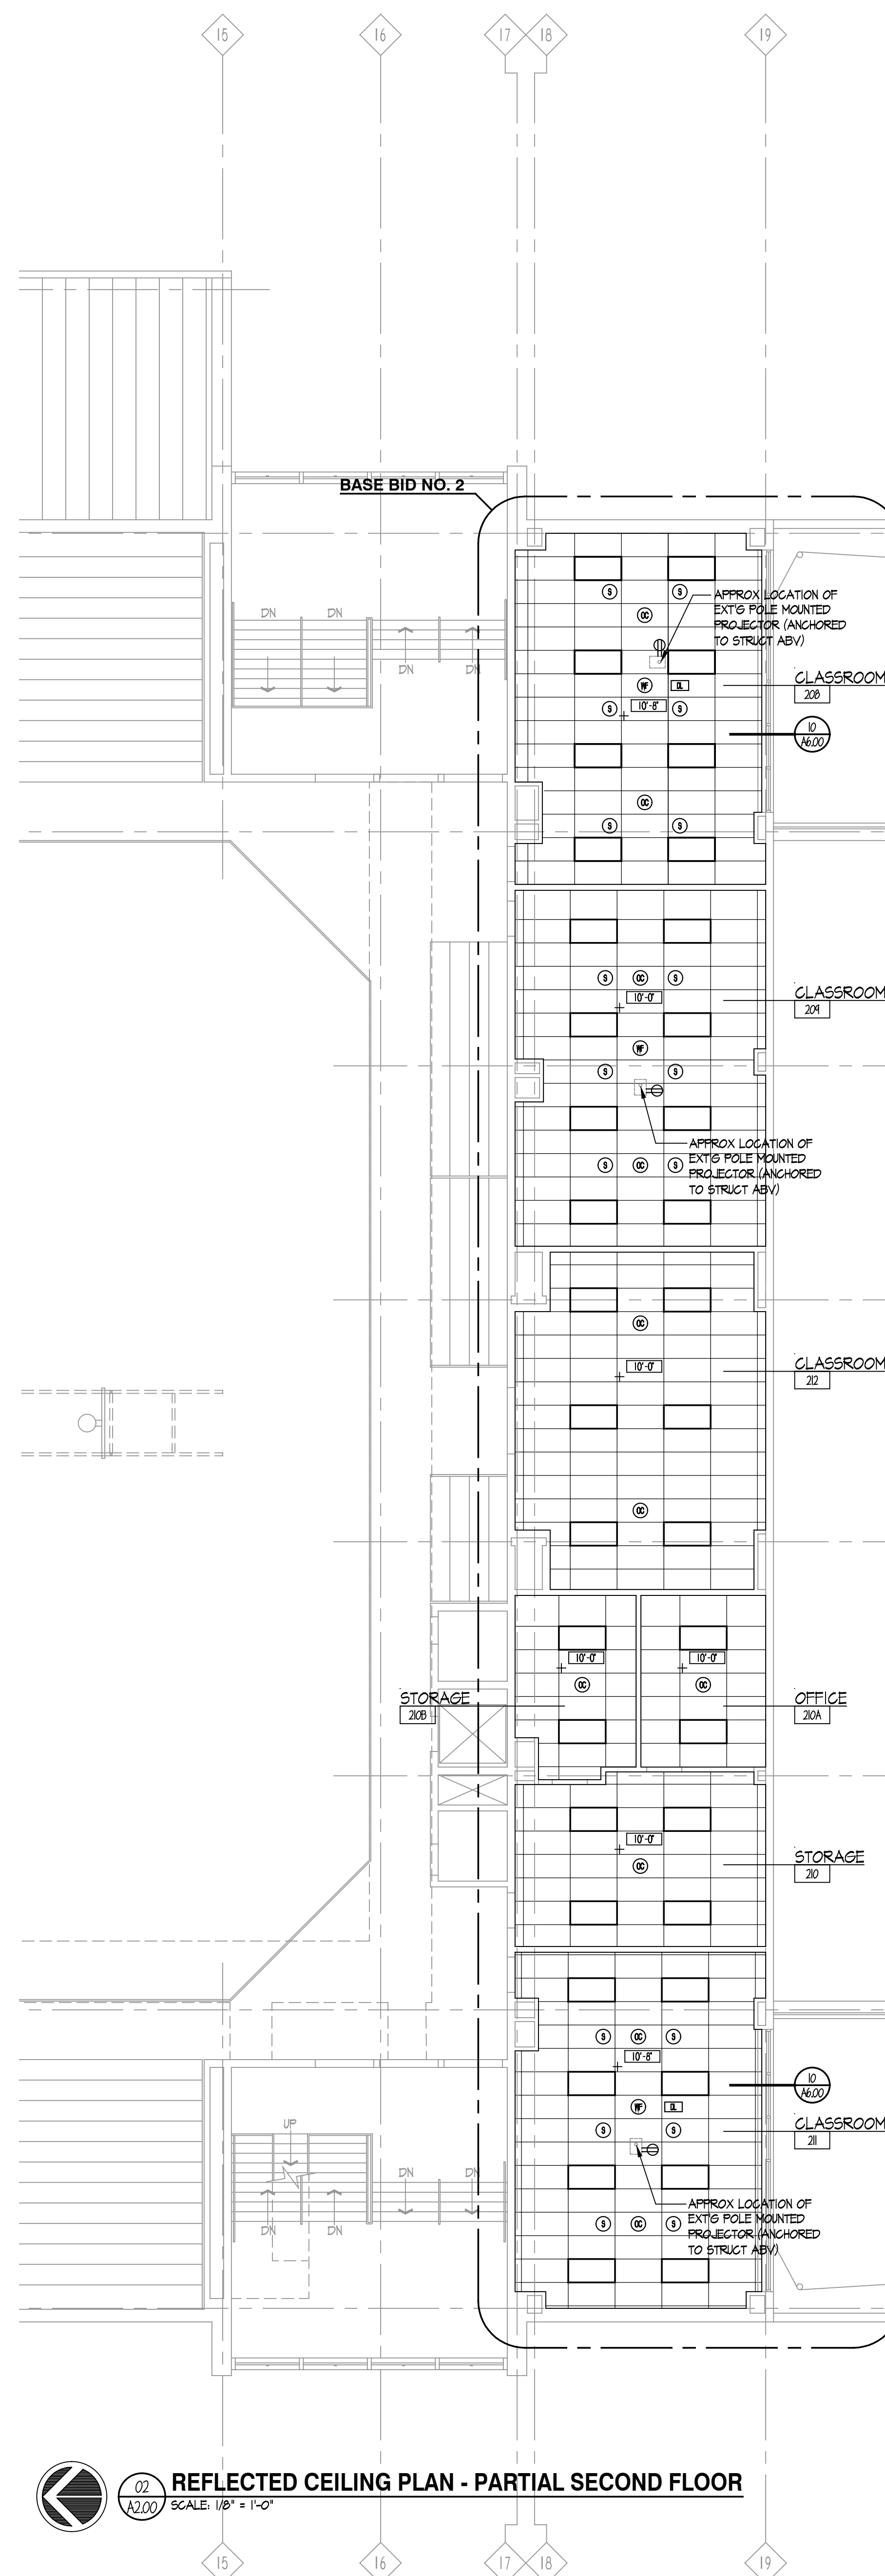 15
16
17
18
19
BASE BID NO. 2
DN
DN
DN
DN
S
S
OC
APPROX LOCATION OF
EXT'G POLE MOUNTED
PROJECTOR (ANCHORED
TO STRUCT ABV)
WF
DL
CLASSROOM
208
S
10'-8"
S
10
A6.00
OC
S
S
S
OC
S
10'-0"
CLASSROOM
209
WF
S
S
APPROX LOCATION OF
EXT'G POLE MOUNTED
PROJECTOR (ANCHORED
TO STRUCT ABV)
S
OC
S
OC
10'-0"
CLASSROOM
212
OC
10'-0"
10'-0"
OC
OC
STORAGE
210B
OFFICE
210A
10'-0"
OC
STORAGE
210
S
OC
S
10'-8"
10
A6.00
WF
DL
CLASSROOM
211
S
S
UP
DN
DN
DN
DN
APPROX LOCATION OF
EXT'G POLE MOUNTED
PROJECTOR (ANCHORED
TO STRUCT ABV)
S
OC
S
02
A2.00
REFLECTED CEILING PLAN - PARTIAL SECOND FLOOR
SCALE: 1/8" = 1'-0"
15
16
17
18
19